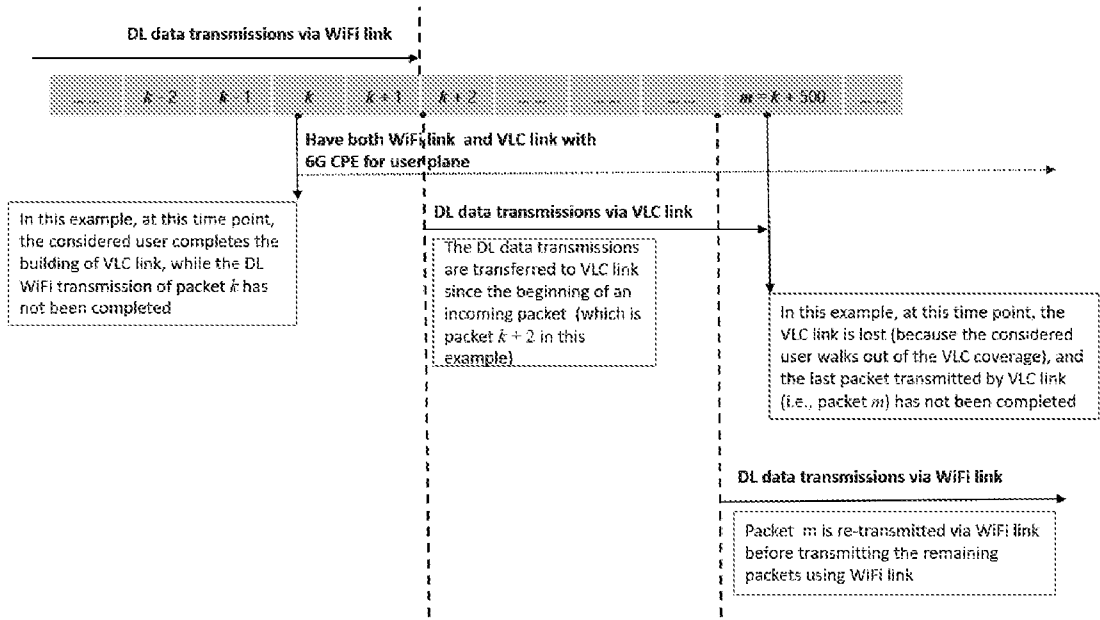 DL data transmissions via WiFi link
... ... k - 2 k - 1 k k + 1 k + 2 ... ... ... ... ... ... m = k + 500 ... ...
Have both WiFi link and VLC link with
6G CPE for user plane
In this example, at this time point,
the considered user completes the
building of VLC link, while the DL
WiFi transmission of packet k has
not been completed
DL data transmissions via VLC link
The DL data transmissions
are transferred to VLC link
since the beginning of an
incoming packet (which is
packet k + 2 in this
example)
In this example, at this time point, the
VLC link is lost (because the considered
user walks out of the VLC coverage), and
the last packet transmitted by VLC link
(i.e., packet m) has not been completed
DL data transmissions via WiFi link
Packet m is re-transmitted via WiFi link
before transmitting the remaining
packets using WiFi link